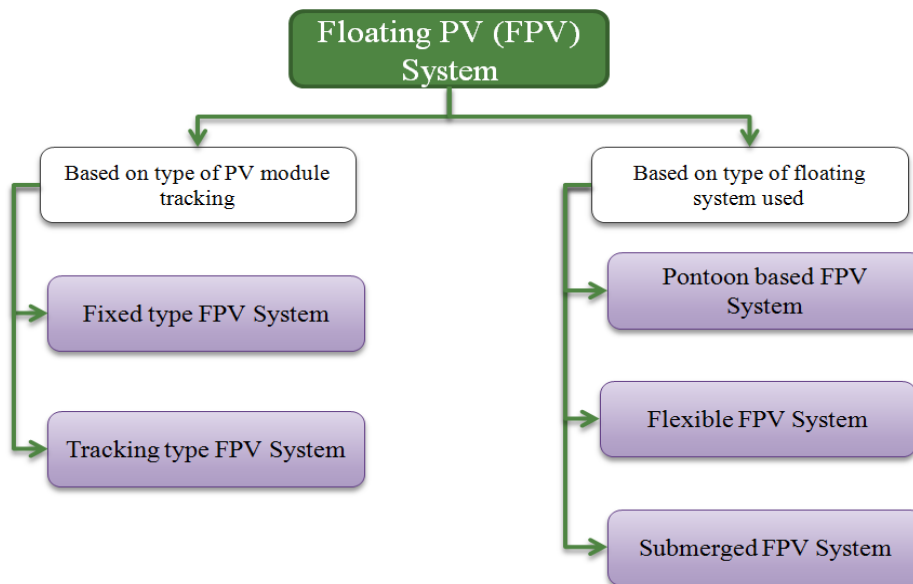 Floating PV (FPV)
System
Based on type of PV module
tracking
Fixed type FPV System
Tracking type FPV System
Based on type of floating
system used
Pontoon based FPV
System
Flexible FPV System
Submerged FPV System